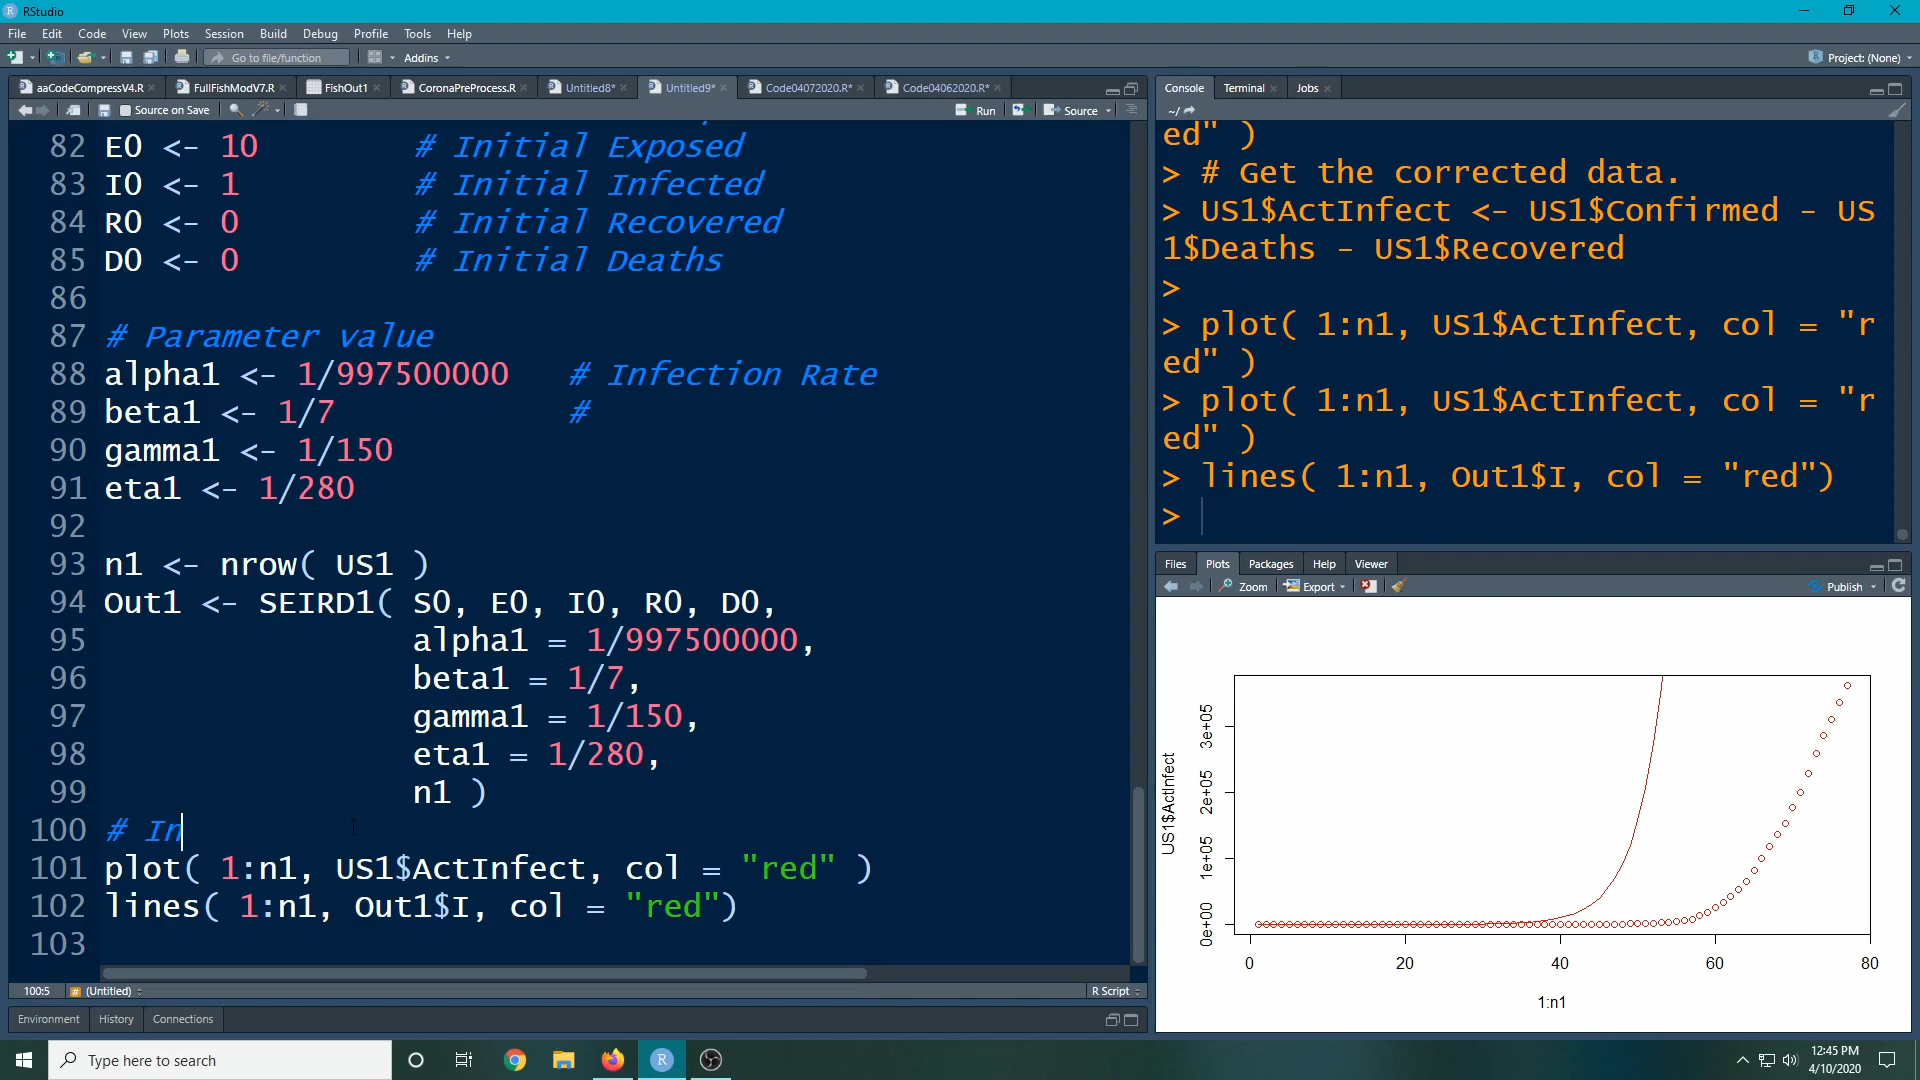 RStudio
File Edit Code View Plots Session Build Debug Profile Tools Help
Go to file/function Addins Project: (None)
aaCodeCompressV4.R FullFishModV7.R FishOut1 CoronaPreProcess.R Untitled8* Untitled9* Code04072020.R* Code04062020.R*
Source on Save Run Source
82 E0 <- 10 # Initial Exposed
83 I0 <- 1 # Initial Infected
84 R0 <- 0 # Initial Recovered
85 D0 <- 0 # Initial Deaths
86
87 # Parameter value
88 alpha1 <- 1/997500000 # Infection Rate
89 beta1 <- 1/7 #
90 gamma1 <- 1/150
91 eta1 <- 1/280
92
93 n1 <- nrow( US1 )
94 Out1 <- SEIRD1( S0, E0, I0, R0, D0,
95 alpha1 = 1/997500000,
96 beta1 = 1/7,
97 gamma1 = 1/150,
98 eta1 = 1/280,
99 n1 )
100 # In
101 plot( 1:n1, US1$ActInfect, col = "red" )
102 lines( 1:n1, Out1$I, col = "red")
103
100:5 # (Untitled) R Script
Environment History Connections
Console Terminal Jobs
~/
ed" )
> # Get the corrected data.
> US1$ActInfect <- US1$Confirmed - US
1$Deaths - US1$Recovered
>
> plot( 1:n1, US1$ActInfect, col = "r
ed" )
> plot( 1:n1, US1$ActInfect, col = "r
ed" )
> lines( 1:n1, Out1$I, col = "red")
>
Files Plots Packages Help Viewer
Zoom Export Publish
US1$ActInfect
3e+05
2e+05
1e+05
0e+00
0 20 40 60 80
1:n1
Type here to search
12:45 PM
4/10/2020